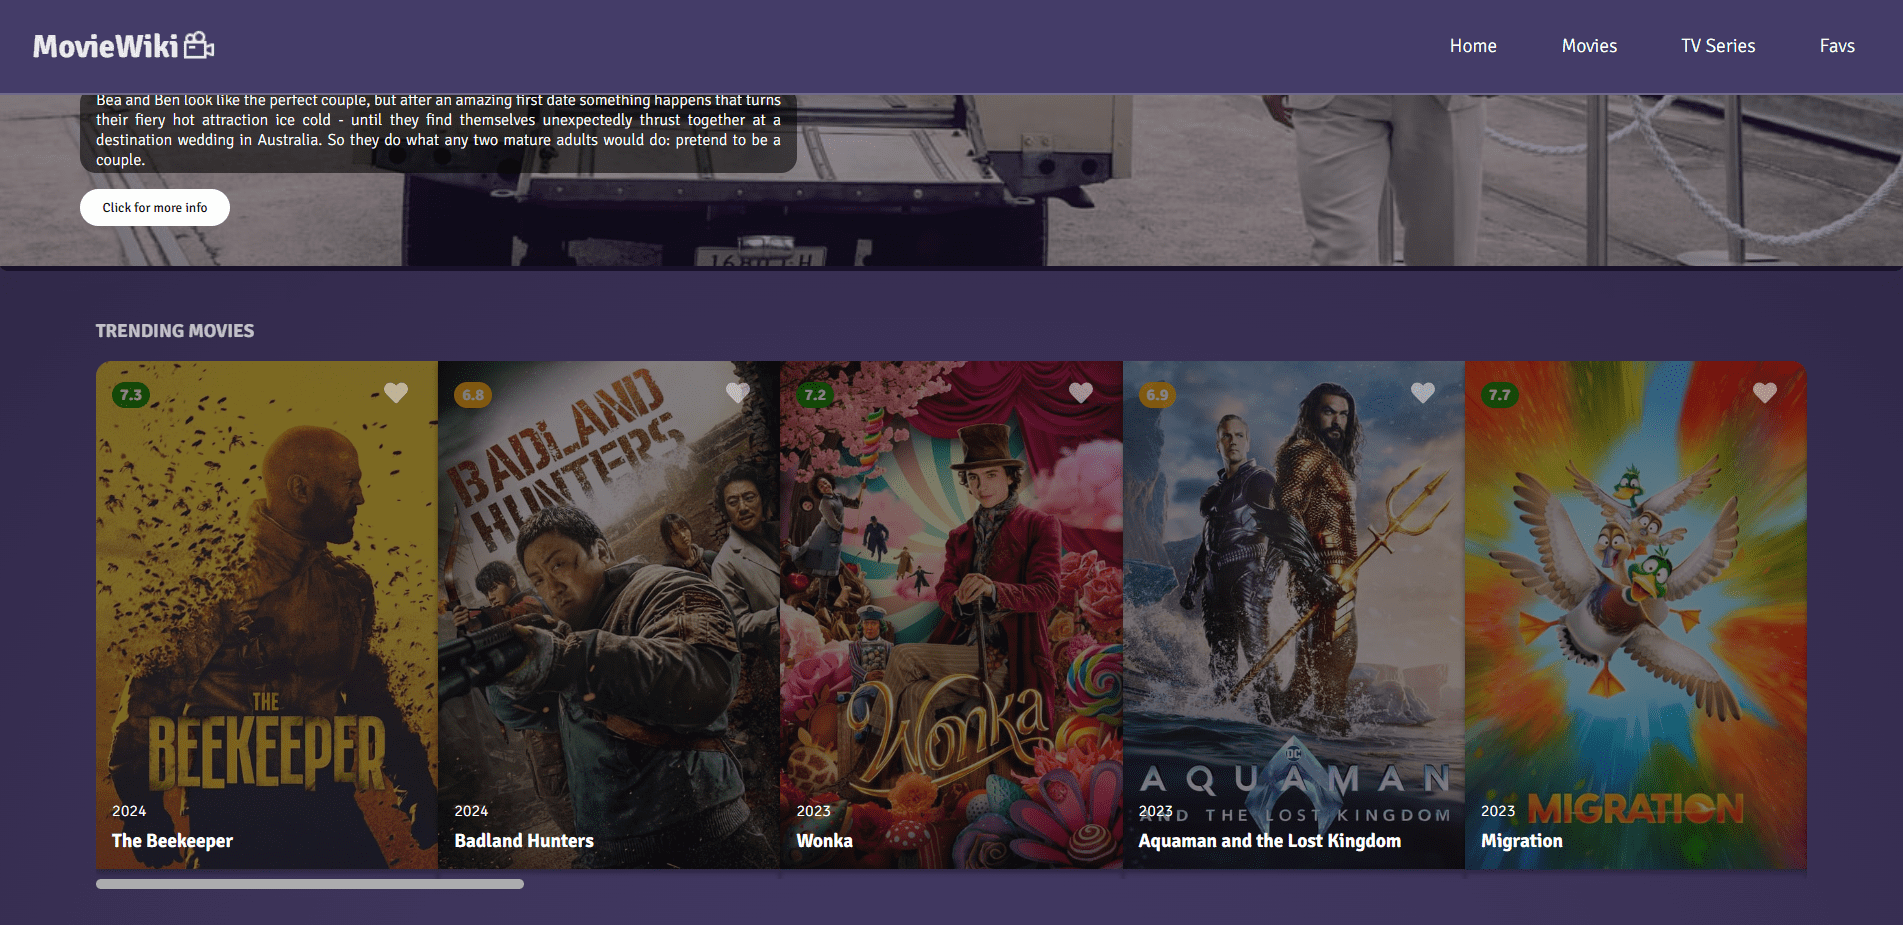 MovieWiki
Home Movies TV Series Favs
Bea and Ben look like the perfect couple, but after an amazing first date something happens that turns
their fiery hot attraction ice cold - until they find themselves unexpectedly thrust together at a
destination wedding in Australia. So they do what any two mature adults would do: pretend to be a
couple.
Click for more info
TRENDING MOVIES
7.3
THE
BEEKEEPER
2024
The Beekeeper
6.8
BADLAND
HUNTERS
2024
Badland Hunters
7.2
Wonka
2023
Wonka
6.9
DC
AQUAMAN
AND THE LOST KINGDOM
2023
Aquaman and the Lost Kingdom
7.7
MIGRATION
2023
Migration